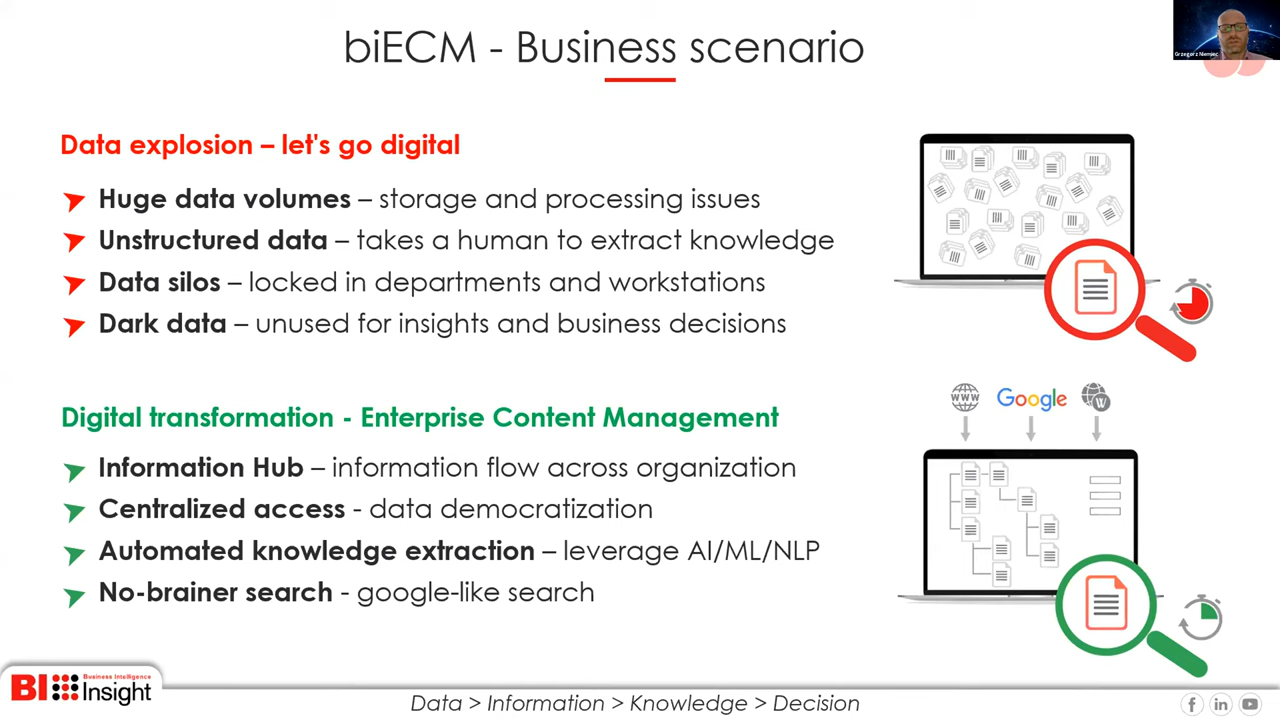 biECM - Business scenario
Grzegorz Niemiec
Data explosion – let's go digital
Huge data volumes – storage and processing issues
Unstructured data – takes a human to extract knowledge
Data silos – locked in departments and workstations
Dark data – unused for insights and business decisions
WWW
Google
W
Digital transformation - Enterprise Content Management
Information Hub – information flow across organization
Centralized access - data democratization
Automated knowledge extraction – leverage AI/ML/NLP
No-brainer search - google-like search
Business Intelligence
BI Insight
Data > Information > Knowledge > Decision
f
in